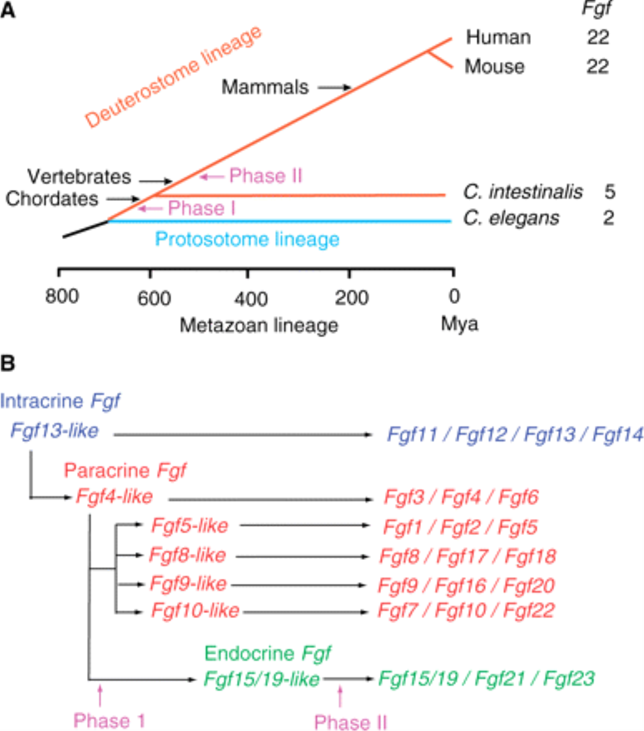 A
Fgf
Deuterostome lineage
Human 22
Mouse 22
Mammals
Vertebrates
Phase II
Chordates
Phase I
C. intestinalis 5
C. elegans 2
Protosotome lineage
800 600 400 200 0
Metazoan lineage Mya
B
Intracrine Fgf
Fgf13-like Fgf11 / Fgf12 / Fgf13 / Fgf14
Paracrine Fgf
Fgf4-like Fgf3 / Fgf4 / Fgf6
Fgf5-like Fgf1 / Fgf2 / Fgf5
Fgf8-like Fgf8 / Fgf17 / Fgf18
Fgf9-like Fgf9 / Fgf16 / Fgf20
Fgf10-like Fgf7 / Fgf10 / Fgf22
Endocrine Fgf
Fgf15/19-like Fgf15/19 / Fgf21 / Fgf23
Phase 1 Phase II